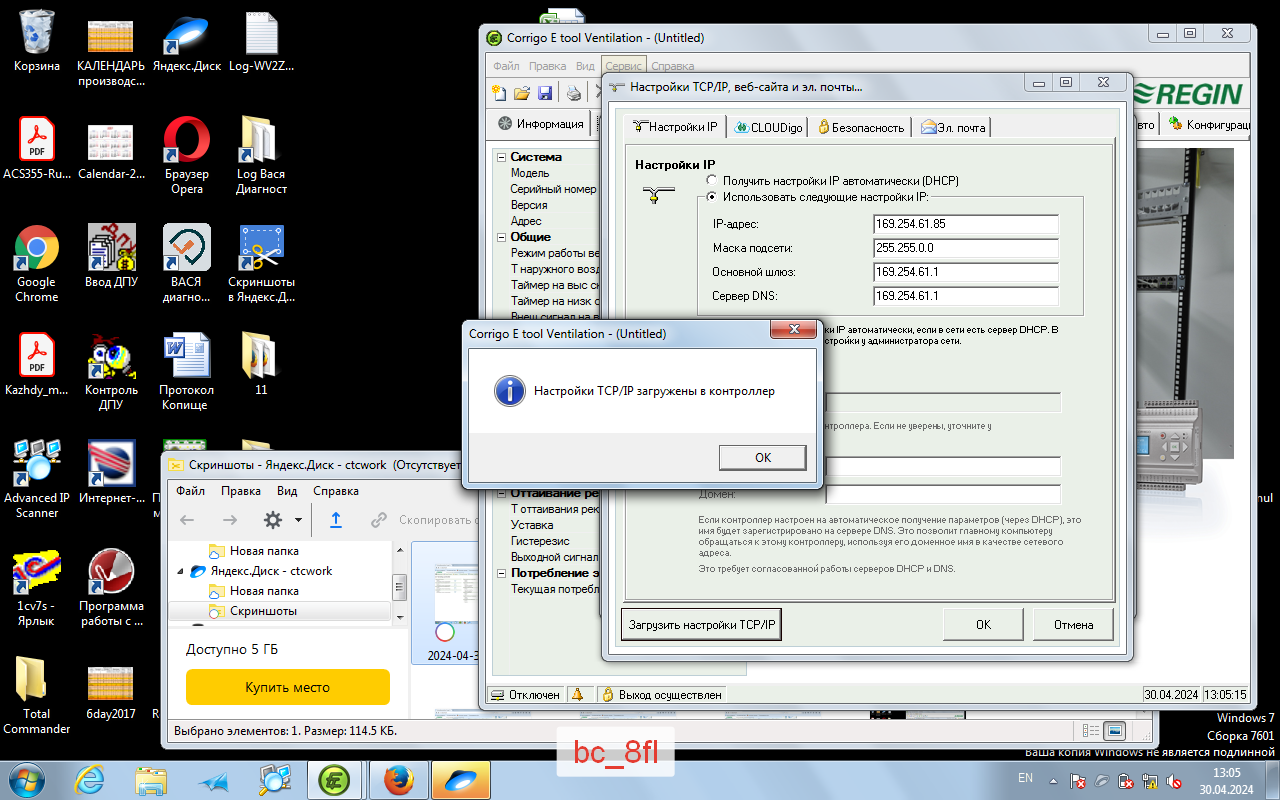 Корзина
КАЛЕНДАРЬ
производс...
Яндекс.Диск
Log-WV2Z...
ACS355-Ru...
Calendar-2...
Браузер
Opera
Log Вася
Диагност
Google
Chrome
Ввод ДПУ
ВАСЯ
диагно...
Скриншоты
в Яндекс.Д...
Kazhdy_m...
Контроль
ДПУ
Протокол
Копище
11
Advanced IP
Scanner
Интернет-...
1cv7s -
Ярлык
Программа
работы с ...
Total
Commander
6day2017
Corrigo E tool Ventilation - (Untitled)
Файл Правка Вид Сервис Справка
REGIN
Информация
Конфигурац
Система
Модель
Серийный номер
Версия
Адрес
Общие
Режим работы ве
Т наружного возд
Таймер на выс ск
Таймер на низк с
Внеш сигнал на в
Оттаивание ре
Т оттаивания рек
Уставка
Гистерезис
Выходной сигнал
Потребление э
Текущая потребл
Отключен
Выход осуществлен
30.04.2024 13:05:15
Настройки TCP/IP, веб-сайта и эл. почты...
Настройки IP
CLOUDigo
Безопасность
Эл. почта
Настройки IP
Получить настройки IP автоматически (DHCP)
Использовать следующие настройки IP:
IP-адрес: 169.254.61.85
Маска подсети: 255.255.0.0
Основной шлюз: 169.254.61.1
Сервер DNS: 169.254.61.1
IP автоматически, если в сети есть сервер DHCP. В
стройки у администратора сети.
нтроллера. Если не уверены, уточните у
Домен:
Если контроллер настроен на автоматическое получение параметров (через DHCP), это
имя будет зарегистрировано на сервере DNS. Это позволит главному компьютеру
обращаться к этому контроллеру, используя его доменное имя в качестве сетевого
адреса.
Это требует согласованной работы серверов DHCP и DNS.
Загрузить настройки TCP/IP
OK
Отмена
Corrigo E tool Ventilation - (Untitled)
Настройки TCP/IP загружены в контроллер
OK
Скриншоты - Яндекс.Диск - ctcwork (Отсутствует
Файл Правка Вид Справка
Скопировать с
Новая папка
Яндекс.Диск - ctcwork
Новая папка
Скриншоты
Доступно 5 ГБ
Купить место
2024-04-3
Выбрано элементов: 1. Размер: 114.5 КБ.
Windows 7
Сборка 7601
Ваша копия Windows не является подлинной
bc_8fl
EN
13:05
30.04.2024